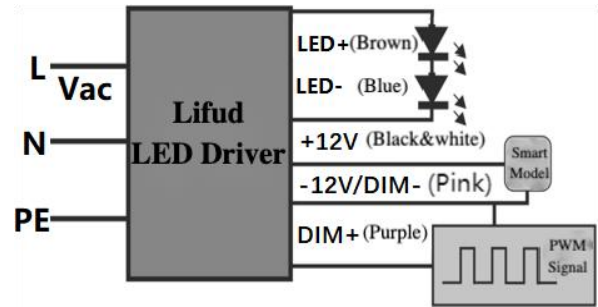 L
Vac
N
PE
Lifud
LED Driver
LED+(Brown)
LED- (Blue)
+12V (Black&white)
-12V/DIM- (Pink)
DIM+(Purple)
Smart
Model
PWM
Signal